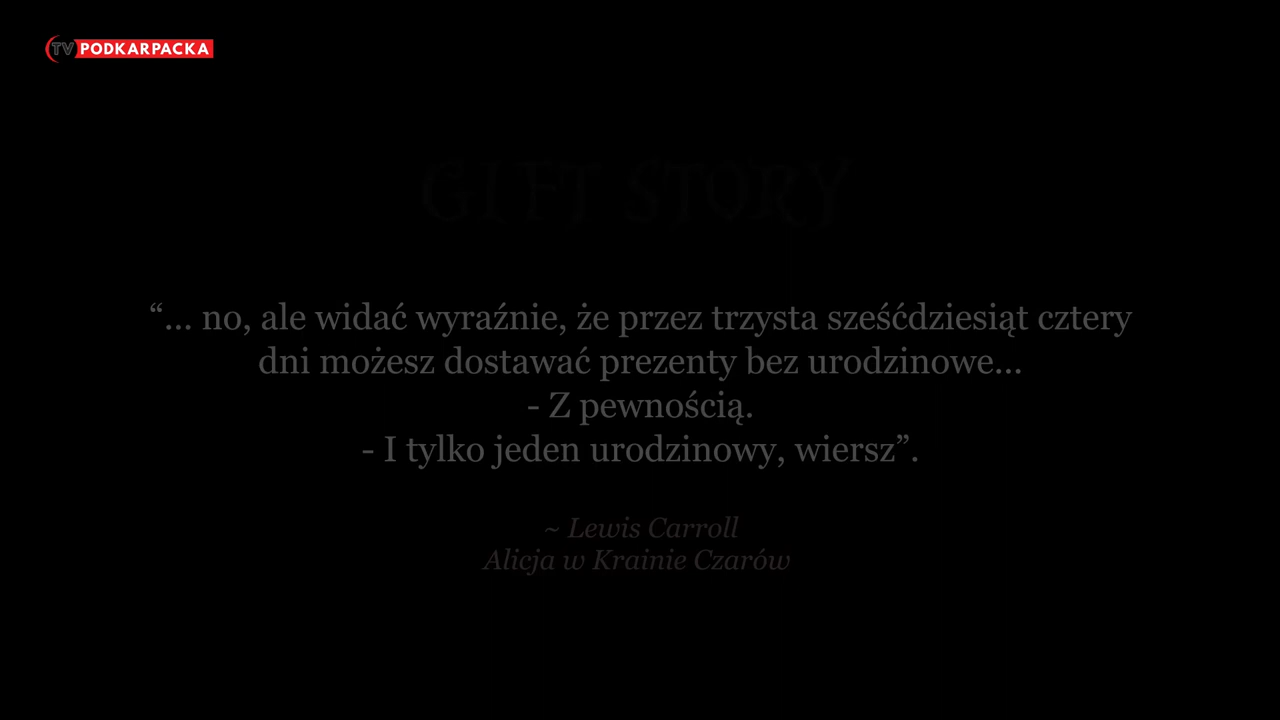 TV PODKARPACKA
GIFT STORY
“... no, ale widać wyraźnie, że przez trzysta sześćdziesiąt cztery
dni możesz dostawać prezenty bez urodzinowe...
- Z pewnością.
- I tylko jeden urodzinowy, wiersz”.
~ Lewis Carroll
Alicja w Krainie Czarów